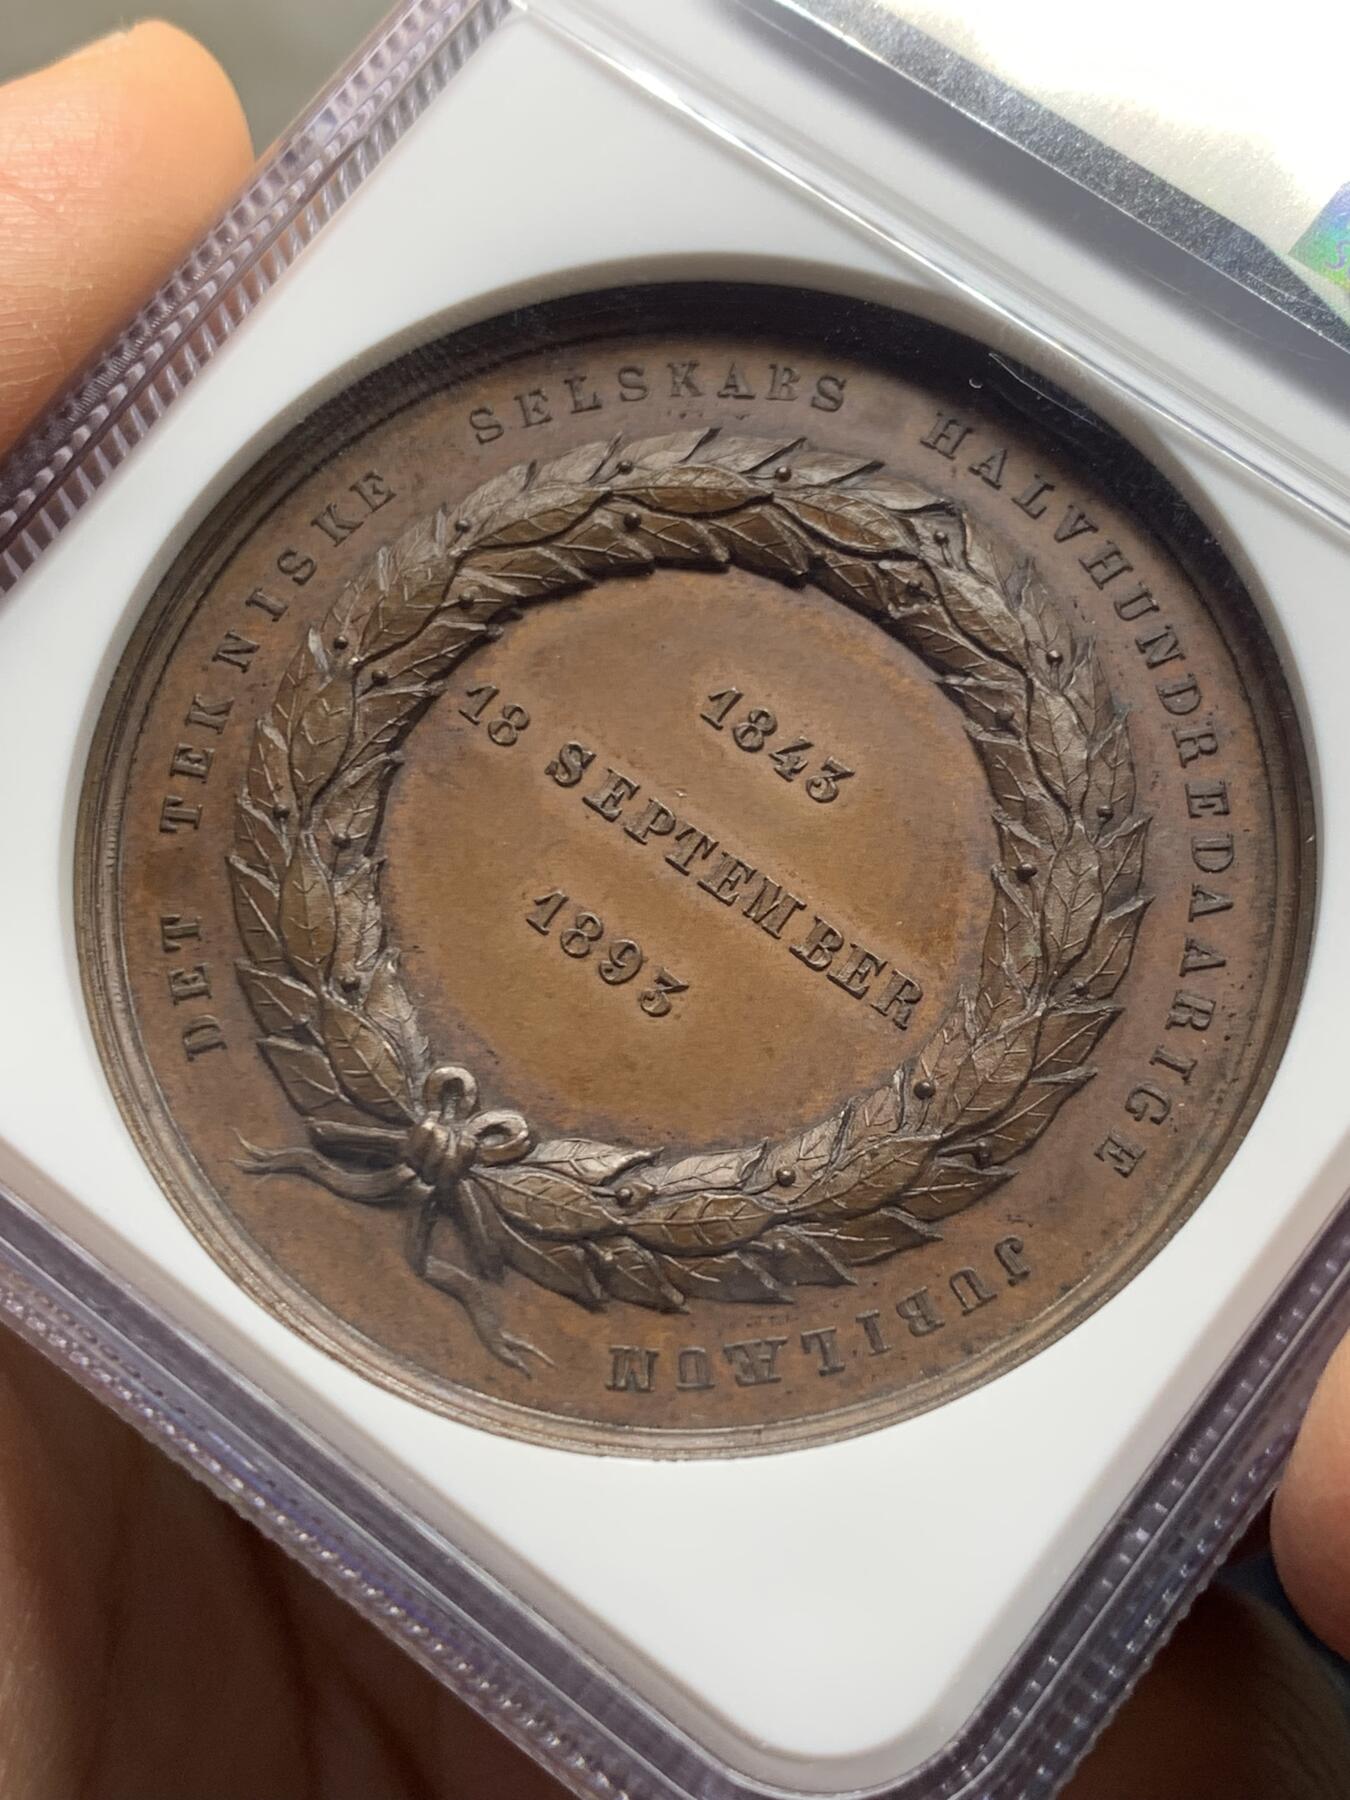 DET TEKNISKE SELSKABS HALVHUNDREDAARIGE JUBILÆUM
1843
18 SEPTEMBER
1893